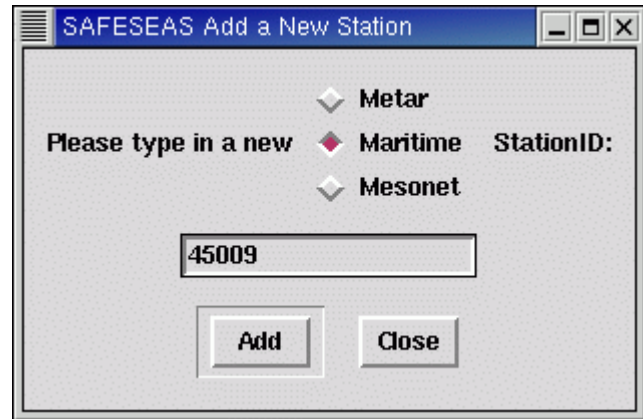 SAFESEAS Add a New Station
Metar
Please type in a new Maritime StationID:
Mesonet
45009
Add Close